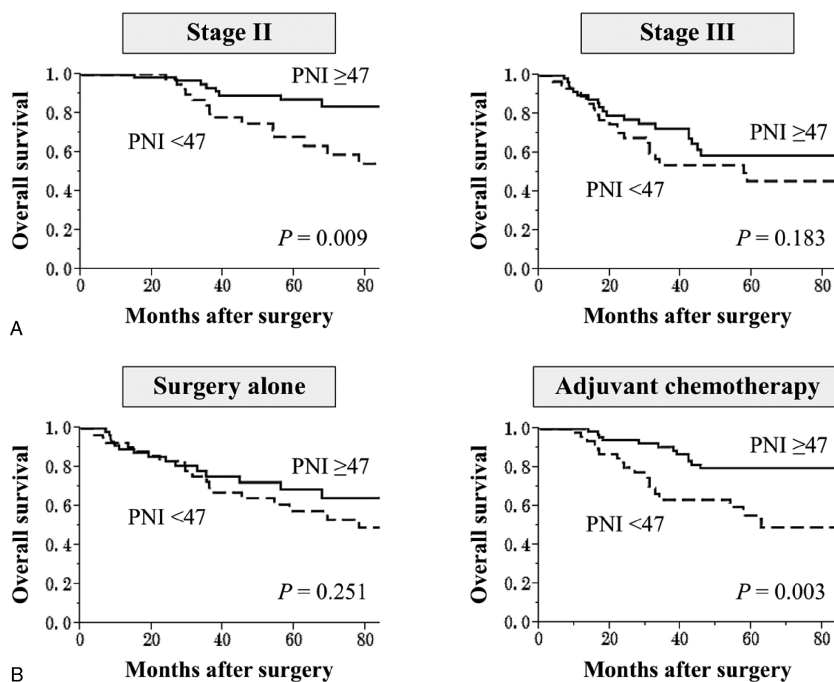 Stage II
Overall survival
1.0
0.8
0.6
0.4
0.2
0.0
PNI ≥47
PNI <47
P = 0.009
0 20 40 60 80
Months after surgery
Stage III
Overall survival
1.0
0.8
0.6
0.4
0.2
0.0
PNI ≥47
PNI <47
P = 0.183
0 20 40 60 80
Months after surgery
A
Surgery alone
Overall survival
1.0
0.8
0.6
0.4
0.2
0.0
PNI ≥47
PNI <47
P = 0.251
0 20 40 60 80
Months after surgery
Adjuvant chemotherapy
Overall survival
1.0
0.8
0.6
0.4
0.2
0.0
PNI ≥47
PNI <47
P = 0.003
0 20 40 60 80
Months after surgery
B